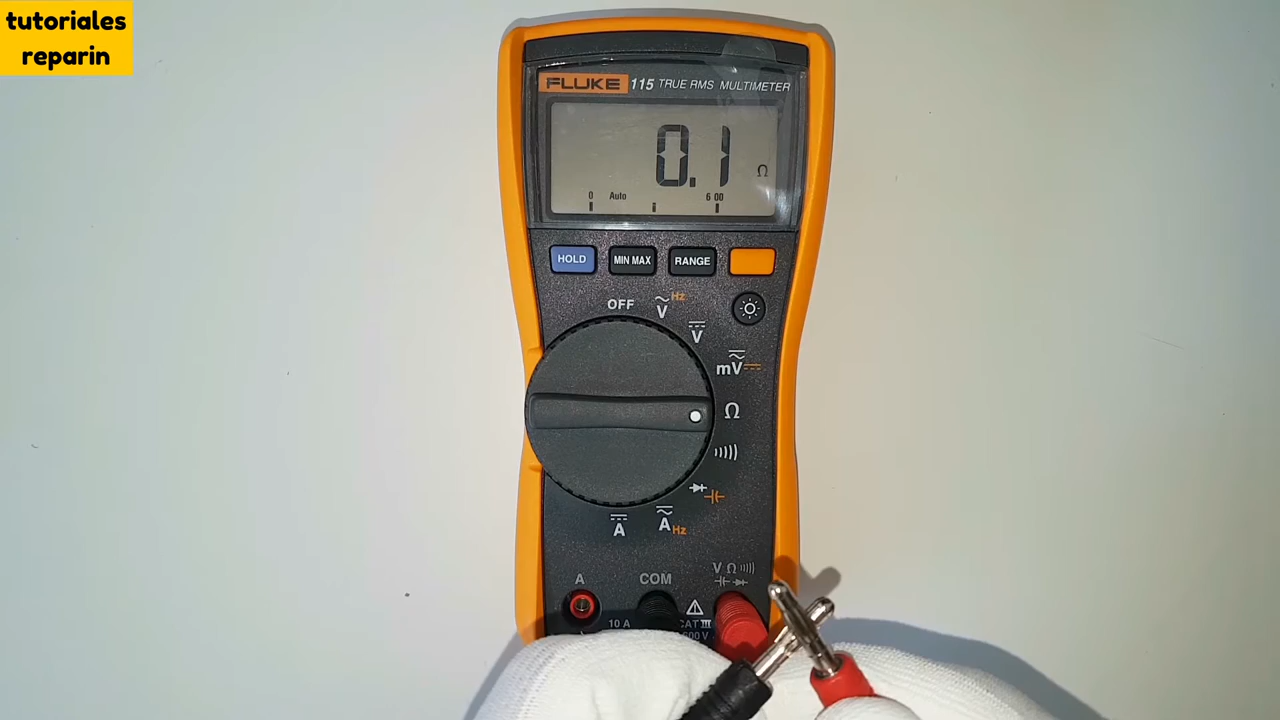 tutoriales
reparin
FLUKE 115 TRUE RMS MULTIMETER
0.1 Ω
0 Auto 600
HOLD MIN MAX RANGE
OFF
V Hz
V
mV
Ω
A Hz
A
A COM V Ω
10 A CAT III
600 V